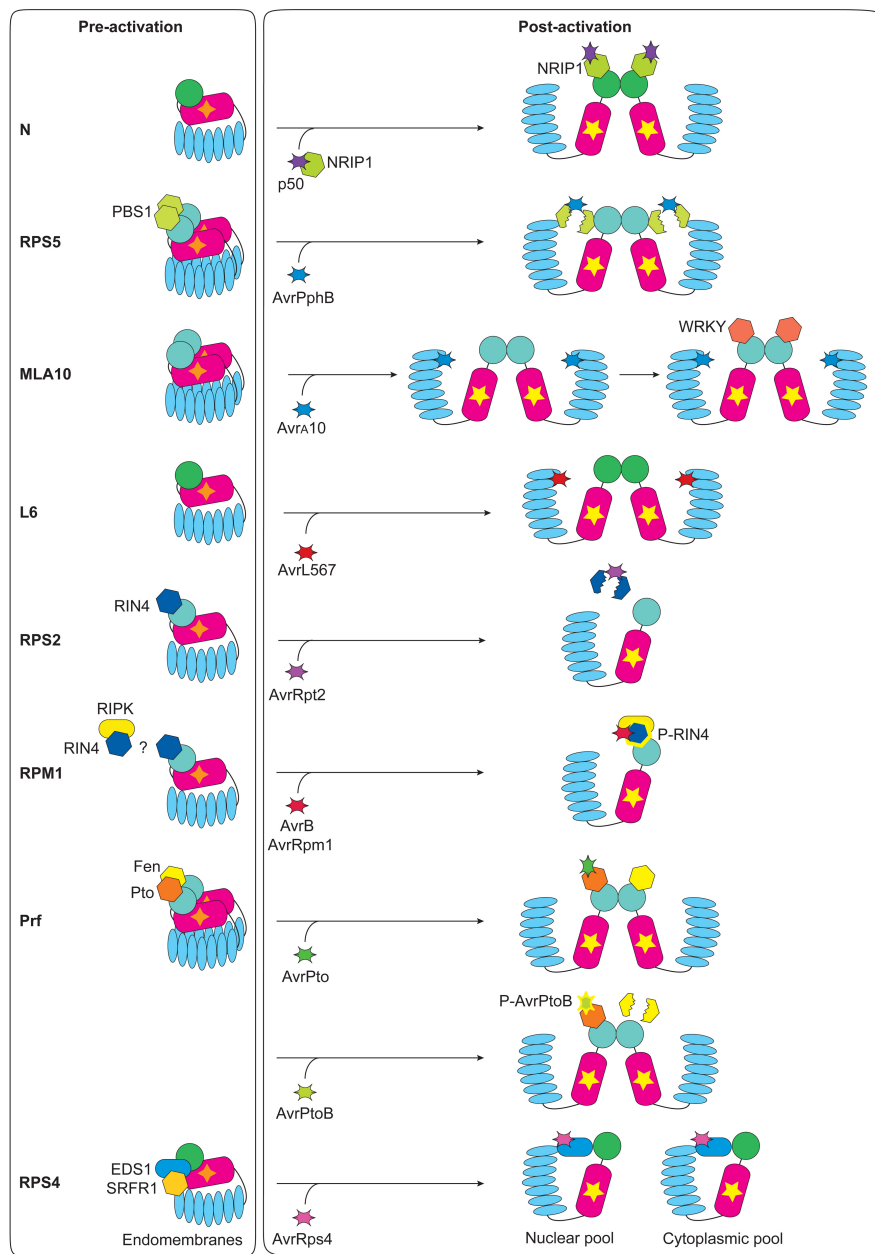 Pre-activation
Post-activation
NRIP1
N
NRIP1
p50
PBS1
RPS5
AvrPphB
WRKY
MLA10
AvrA10
L6
AvrL567
RIN4
RPS2
AvrRpt2
RIPK
RIN4
?
P-RIN4
RPM1
AvrB
AvrRpm1
Fen
Pto
Prf
AvrPto
P-AvrPtoB
AvrPtoB
EDS1
SRFR1
RPS4
AvrRps4
Endomembranes
Nuclear pool
Cytoplasmic pool